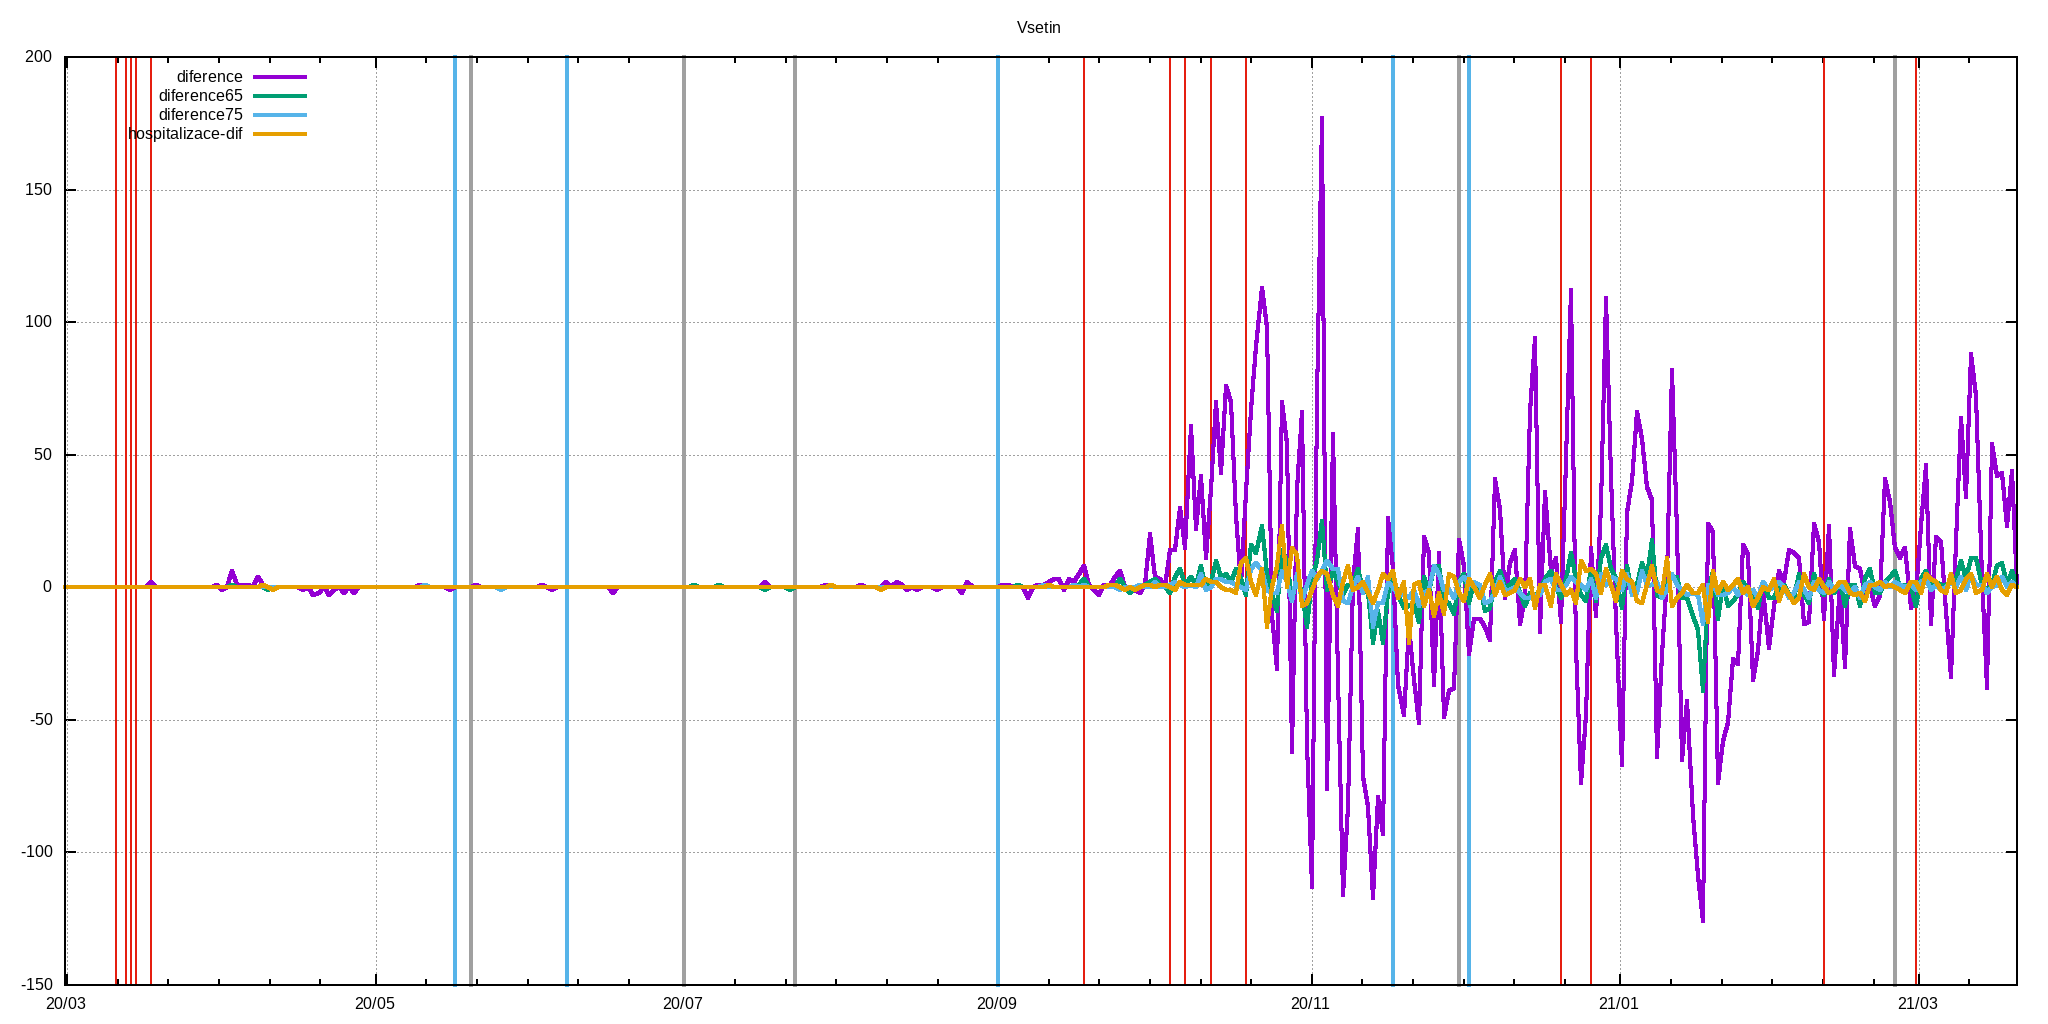 Vsetin
200
diference
diference65
diference75
hospitalizace-dif
150
100
50
0
-50
-100
-150
20/03 20/05 20/07 20/09 20/11 21/01 21/03